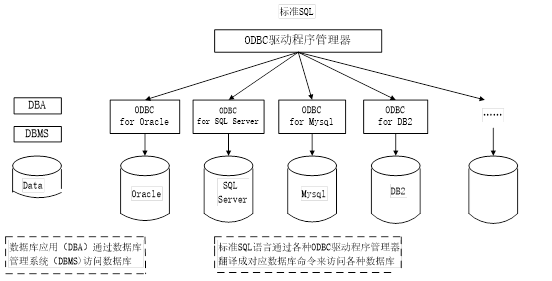 标准SQL
ODBC驱动程序管理器
DBA
DBMS
Data
ODBC
for Oracle
ODBC
for SQL Server
ODBC
for Mysql
ODBC
for DB2
……
Oracle
SQL
Server
Mysql
DB2
数据库应用（DBA）通过数据库
管理系统（DBMS)访问数据库
标准SQL语言通过各种ODBC驱动程序管理器
翻译成对应数据库命令来访问各种数据库